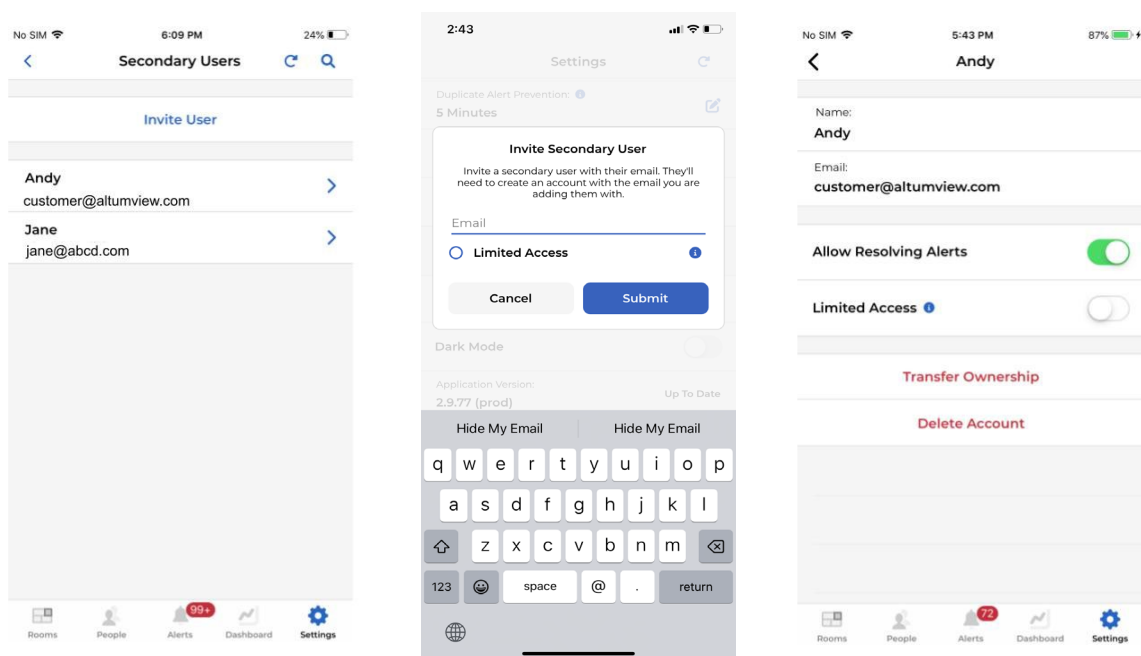 No SIM 6:09 PM 24%
Secondary Users
Invite User
Andy
customer@altumview.com
Jane
jane@abcd.com
99+
Rooms People Alerts Dashboard Settings
2:43
Settings
Duplicate Alert Prevention:
5 Minutes
Invite Secondary User
Invite a secondary user with their email. They'll
need to create an account with the email you are
adding them with.
Email
Limited Access
Cancel Submit
Dark Mode
Application Version:
2.9.77 (prod) Up To Date
Hide My Email Hide My Email
q w e r t y u i o p
a s d f g h j k l
z x c v b n m
123 space @ . return
No SIM 5:43 PM 87%
Andy
Name:
Andy
Email:
customer@altumview.com
Allow Resolving Alerts
Limited Access
Transfer Ownership
Delete Account
72
Rooms People Alerts Dashboard Settings